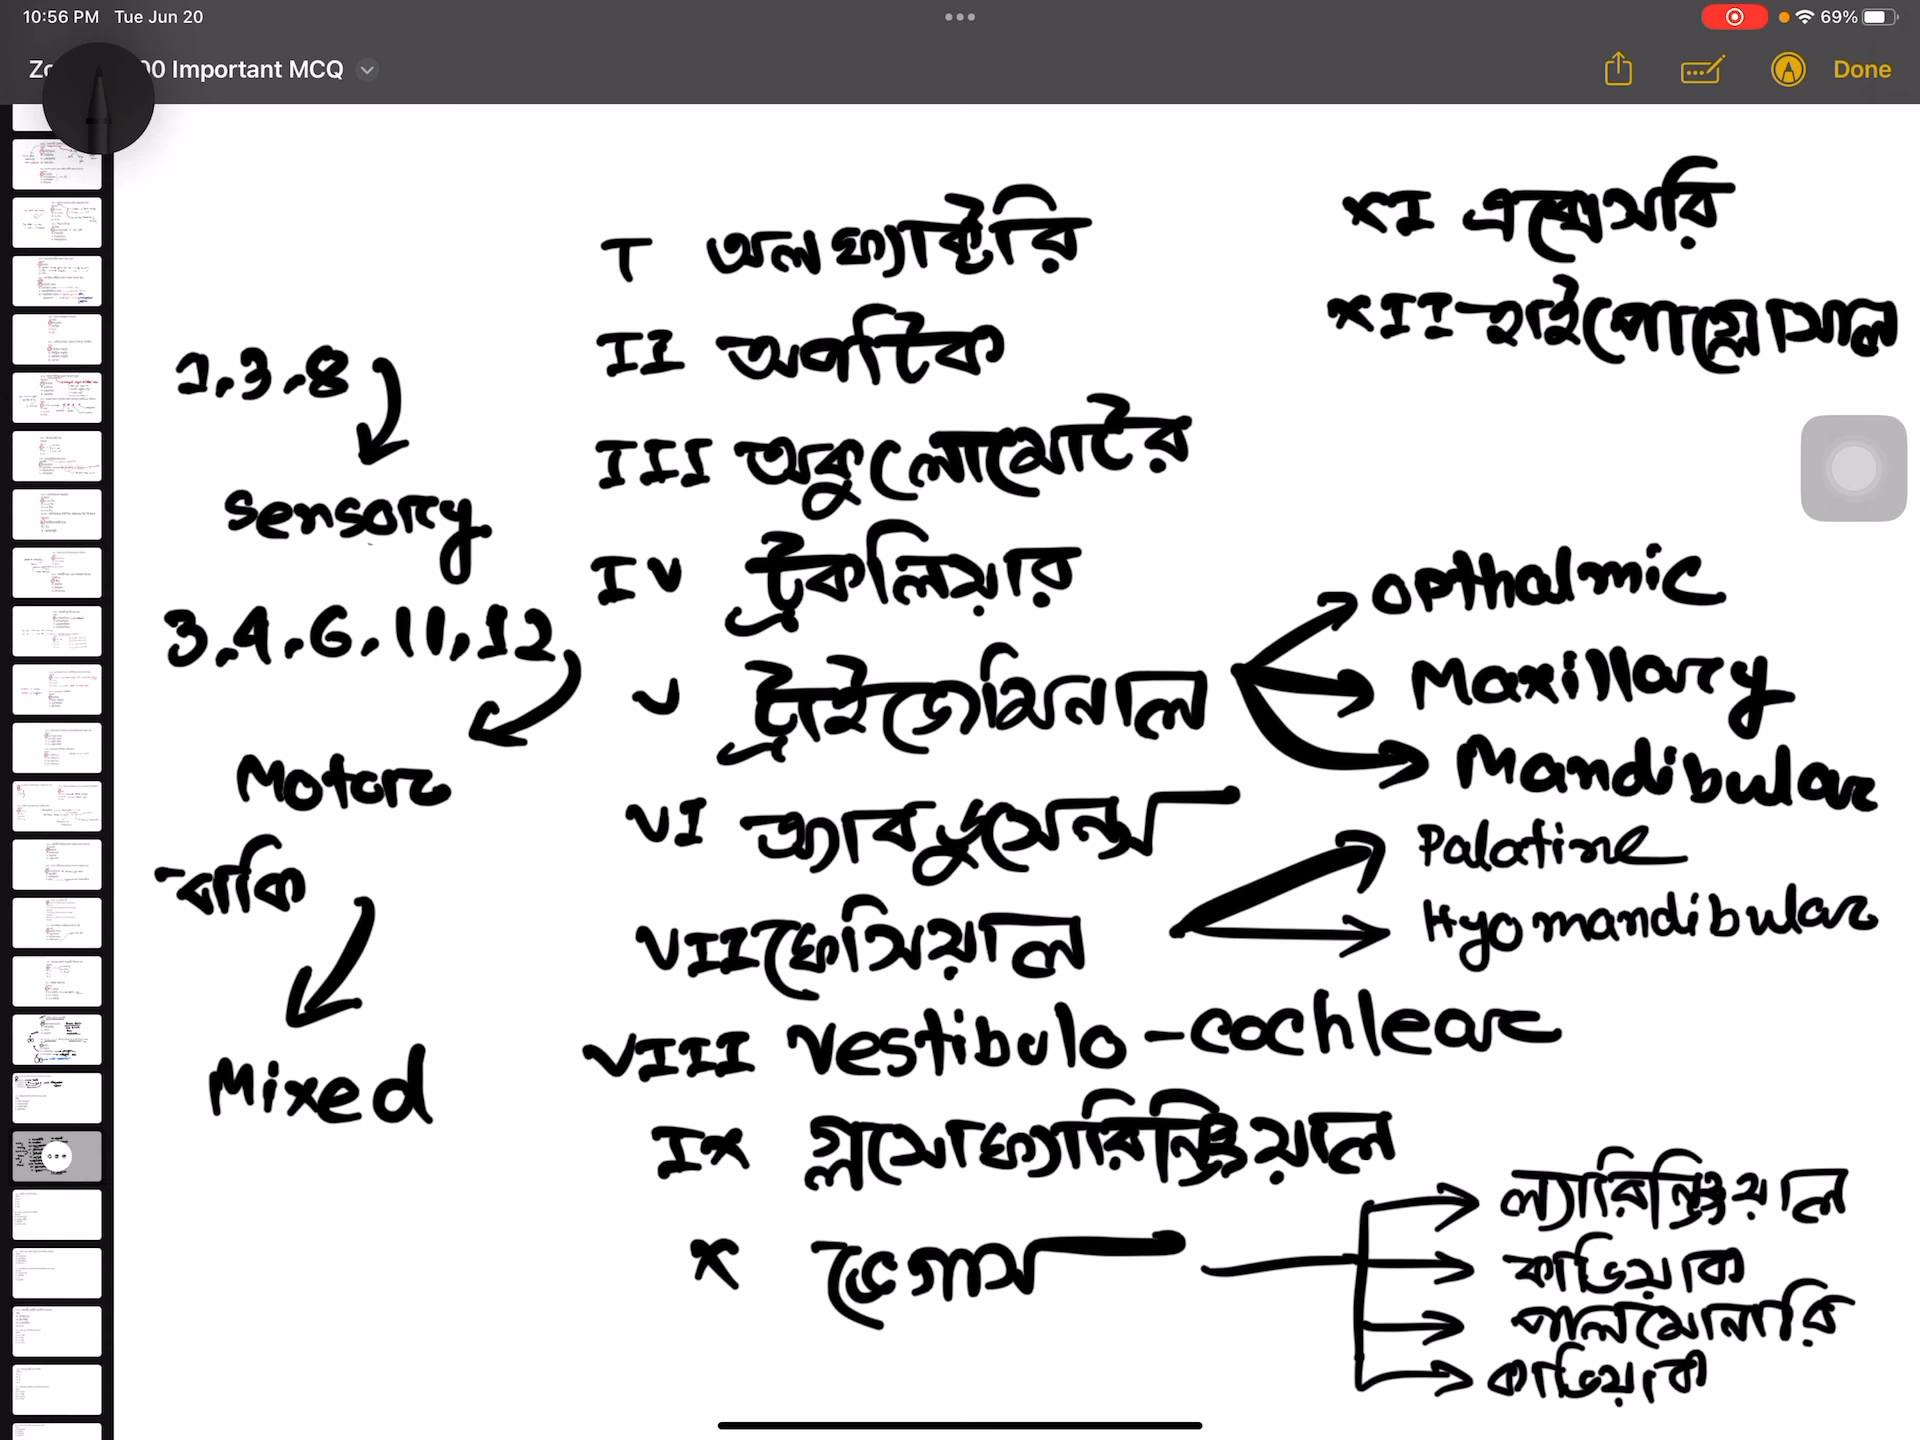 10:56 PM Tue Jun 20
69%
00 Important MCQ
Done
I অলফ্যাক্টরি
II অপটিক
III অকুলোমোটর
IV ট্রকলিয়ার
V ট্রাইজেমিনাল
opthalmic
Maxillary
Mandibular
VI অ্যাবডুসেন্স
VII ফেসিয়াল
Palatine
Hyomandibular
VIII Vestibulo-cochlear
IX গ্লসোফ্যারিঞ্জিয়াল
X ভেগাস
ল্যারিঞ্জিয়াল
কার্ডিয়াক
পালমোনারি
কার্ডিয়াক
XI এক্সেসরি
XII-হাইপোগ্লোসাল
1,3,8
Sensory
3,4,6,11,12
Motor
বাকি
Mixed